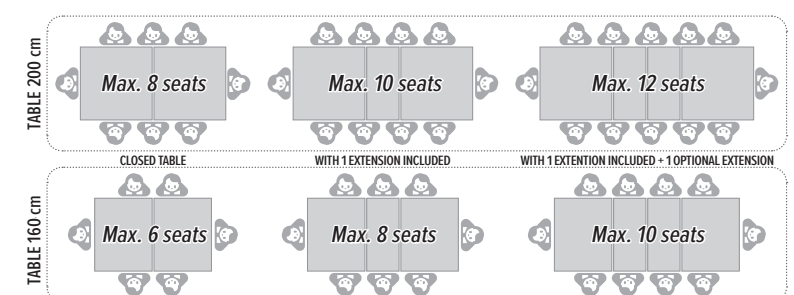 TABLE 200 cm
Max. 8 seats
Max. 10 seats
Max. 12 seats
CLOSED TABLE
WITH 1 EXTENSION INCLUDED
WITH 1 EXTENTION INCLUDED + 1 OPTIONAL EXTENSION
TABLE 160 cm
Max. 6 seats
Max. 8 seats
Max. 10 seats